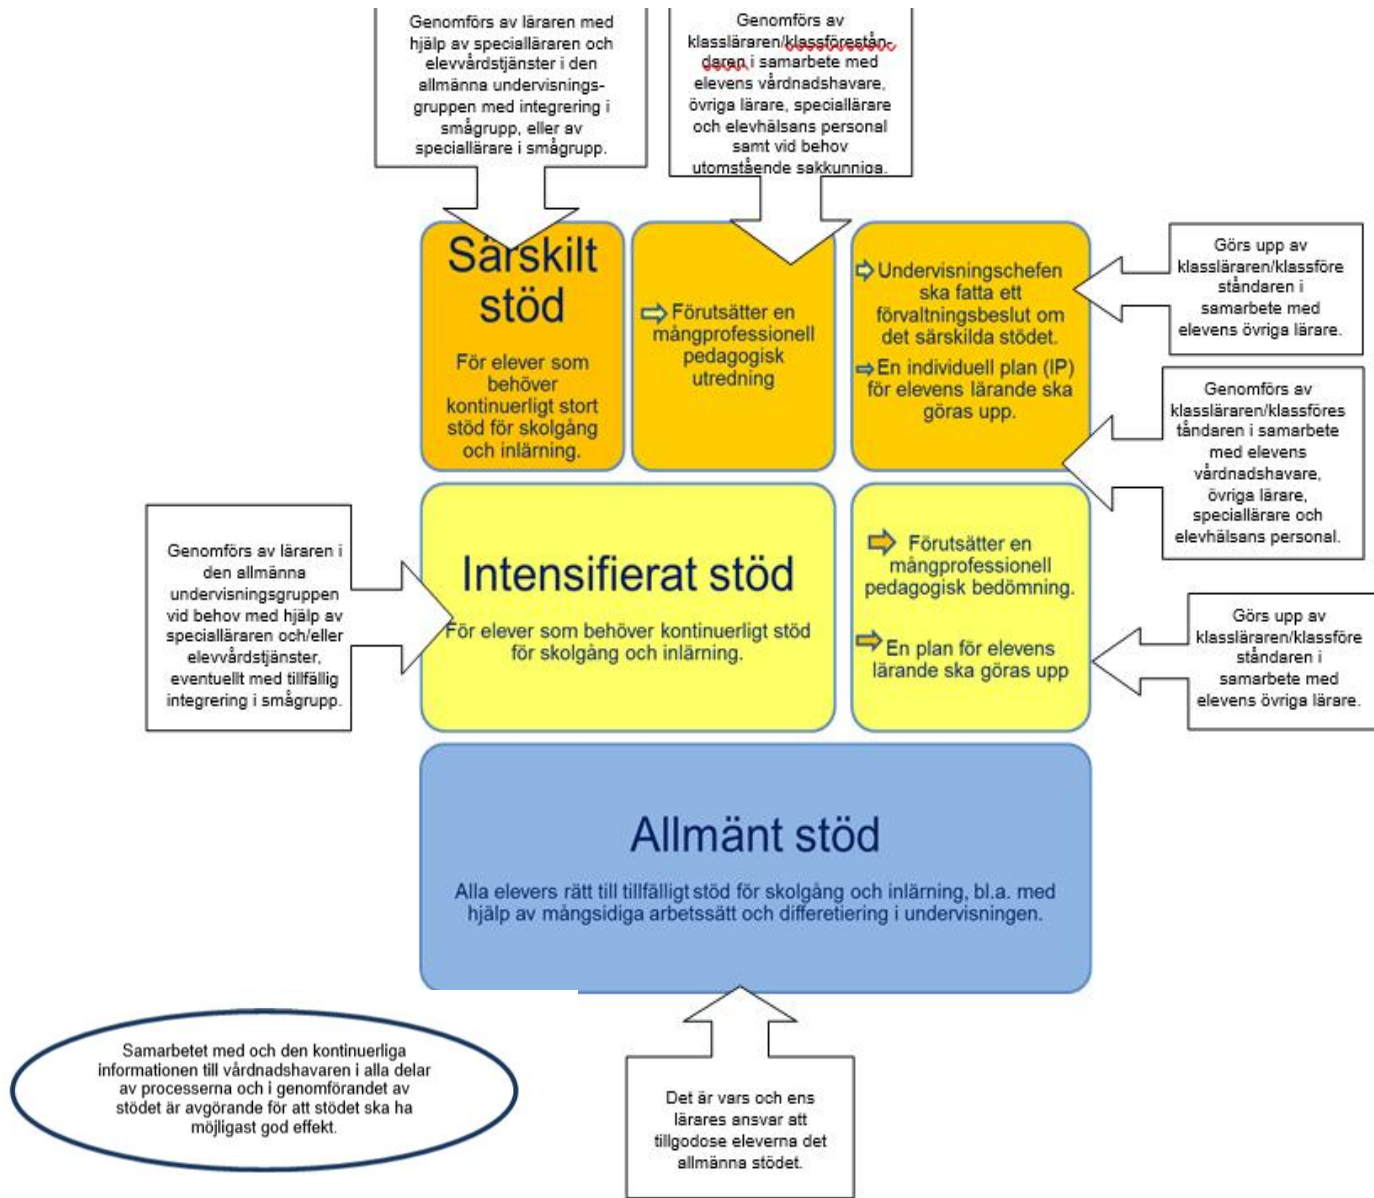 Genomförs av läraren med
hjälp av specialläraren och
elevvårdstjänster i den
allmänna undervisnings-
gruppen med integrering i
smågrupp, eller av
speciallärare i smågrupp.
Genomförs av
klassläraren/klassförestån-
daren i samarbete med
elevens vårdnadshavare,
övriga lärare, speciallärare
och elevhälsans personal
samt vid behov
utomstående sakkunniga.
Särskilt
stöd
För elever som
behöver
kontinuerligt stort
stöd för skolgång
och inlärning.
Förutsätter en
mångprofessionell
pedagogisk
utredning
Undervisningschefen
ska fatta ett
förvaltningsbeslut om
det särskilda stödet.
En individuell plan (IP)
för elevens lärande ska
göras upp.
Görs upp av
klassläraren/klassföre
ståndaren i
samarbete med
elevens övriga lärare.
Genomförs av
klassläraren/klassföres
tåndaren i samarbete
med elevens
vårdnadshavare,
övriga lärare,
speciallärare och
elevhälsans personal.
Genomförs av läraren i
den allmänna
undervisningsgruppen
vid behov med hjälp av
specialläraren och/eller
elevvårdstjänster,
eventuellt med tillfällig
integrering i smågrupp.
Intensifierat stöd
För elever som behöver kontinuerligt stöd
för skolgång och inlärning.
Förutsätter en
mångprofessionell
pedagogisk bedömning.
En plan för elevens
lärande ska göras upp
Görs upp av
klassläraren/klassföre
ståndaren i
samarbete med
elevens övriga lärare.
Allmänt stöd
Alla elevers rätt till tillfälligt stöd för skolgång och inlärning, bl.a. med
hjälp av mångsidiga arbetssätt och differetiering i undervisningen.
Samarbetet med och den kontinuerliga
informationen till vårdnadshavaren i alla delar
av processerna och i genomförandet av
stödet är avgörande för att stödet ska ha
möjligast god effekt.
Det är vars och ens
lärares ansvar att
tillgodose eleverna det
allmänna stödet.